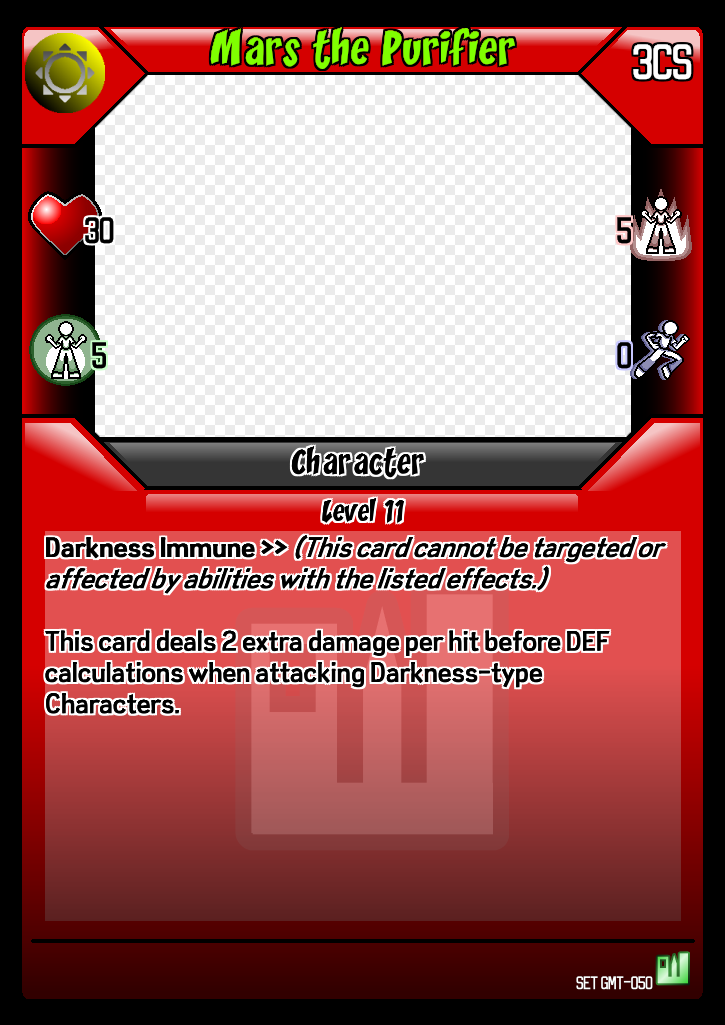 Mars the Purifier
3CS
30
5
5
0
Character
Level 11
Darkness Immune >> (This card cannot be targeted or
affected by abilities with the listed effects.)
This card deals 2 extra damage per hit before DEF
calculations when attacking Darkness-type
Characters.
SET GMT-050